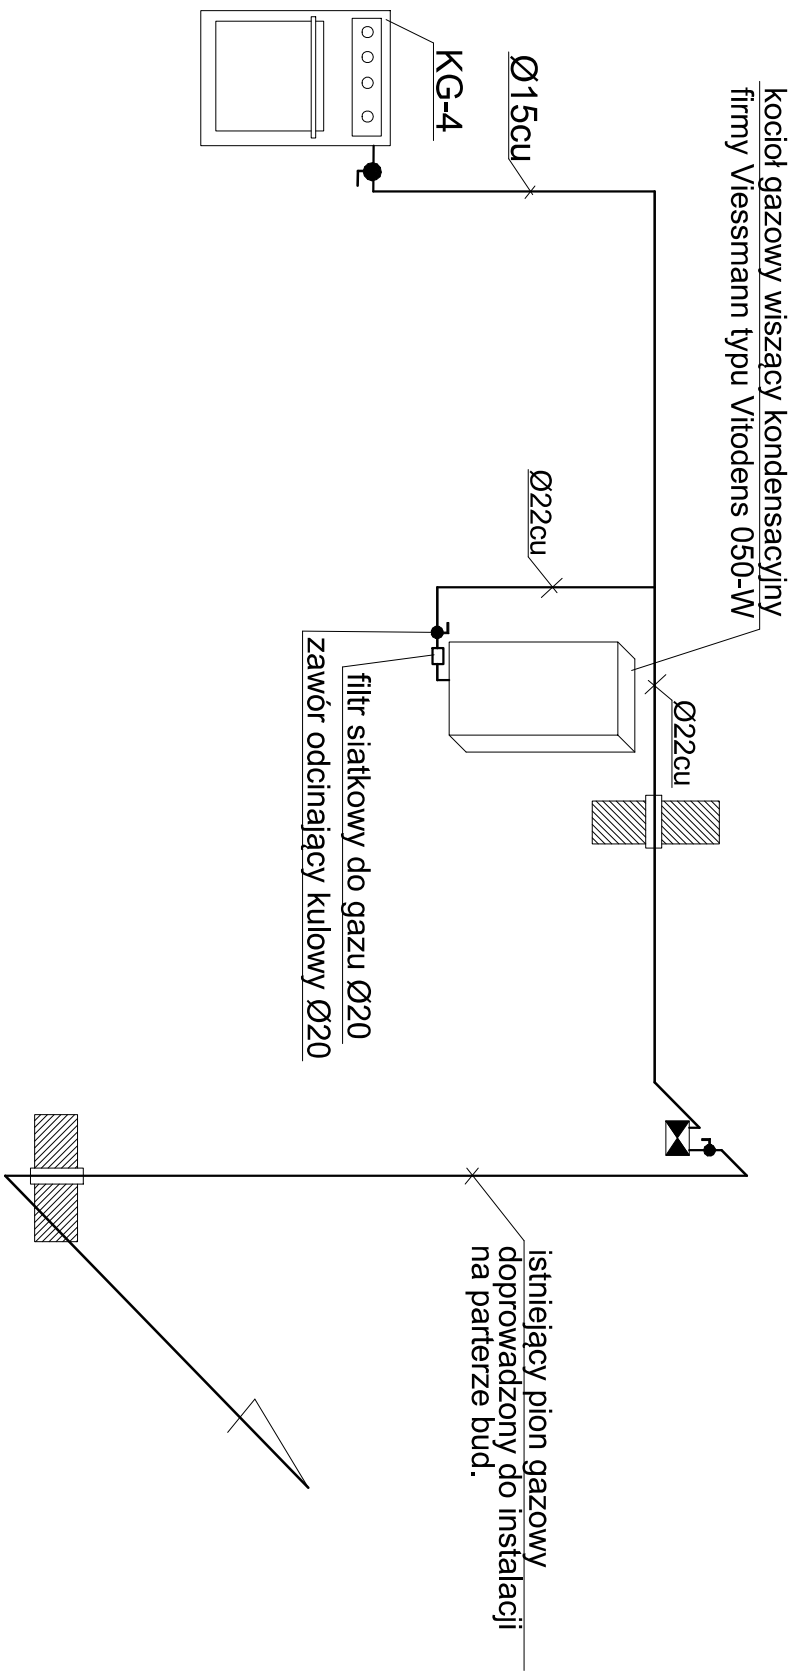 kocioł gazowy wiszący kondensacyjny
firmy Viessmann typu Vitodens 050-W
KG-4
Ø15cu
Ø22cu
Ø22cu
filtr siatkowy do gazu Ø20
zawór odcinający kulowy Ø20
istniejący pion gazowy
doprowadzony do instalacji
na parterze bud.